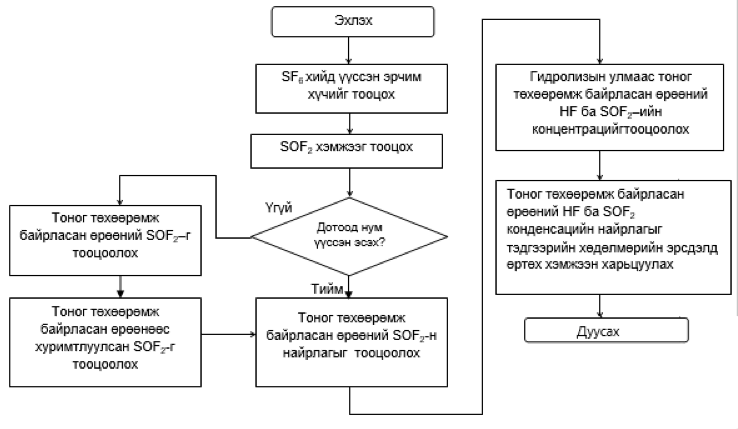 Эхлэх
SF₆ хийд үүссэн эрчим
хүчийг тооцох
SOF₂ хэмжээг тооцох
Үгүй
Дотоод нум
үүссэн эсэх?
Тийм
Тоног төхөөрөмж
байрласан өрөөний SOF₂–г
тооцоолох
Тоног төхөөрөмж
байрласан өрөөнөөс
хуримтлуулсан SOF₂-г
тооцоолох
Тоног төхөөрөмж
байрласан өрөөний SOF₂-н
найрлагыг тооцоолох
Гидролизын улмаас тоног
төхөөрөмж байрласан өрөөний
HF ба SOF₂–ийн
концентрацийгтооцоолох
Тоног төхөөрөмж байрласан
өрөөний HF ба SOF₂
конденсацийн найрлагыг
тэдгээрийн хөдөлмөрийн эрсдэлд
өртөх хэмжээн харьцуулах
Дуусах